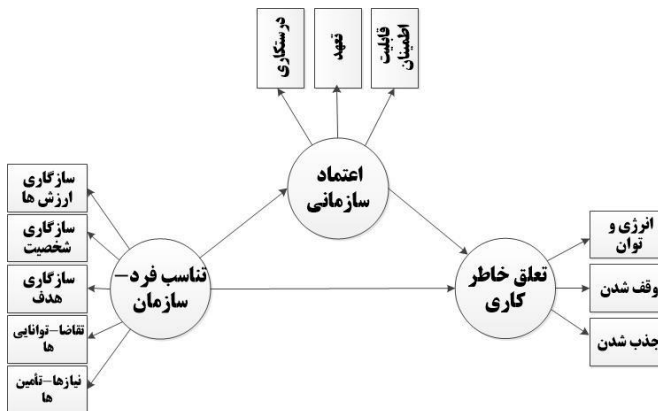 درستکاری
تعهد
قابلیت
اطمینان
اعتماد
سازمانی
سازگاری
ارزش ها
سازگاری
شخصیت
سازگاری
هدف
تقاضا-توانایی
ها
نیازها-تأمین
ها
تناسب فرد-
سازمان
تعلق خاطر
کاری
انرژی و
توان
وقف شدن
جذب شدن